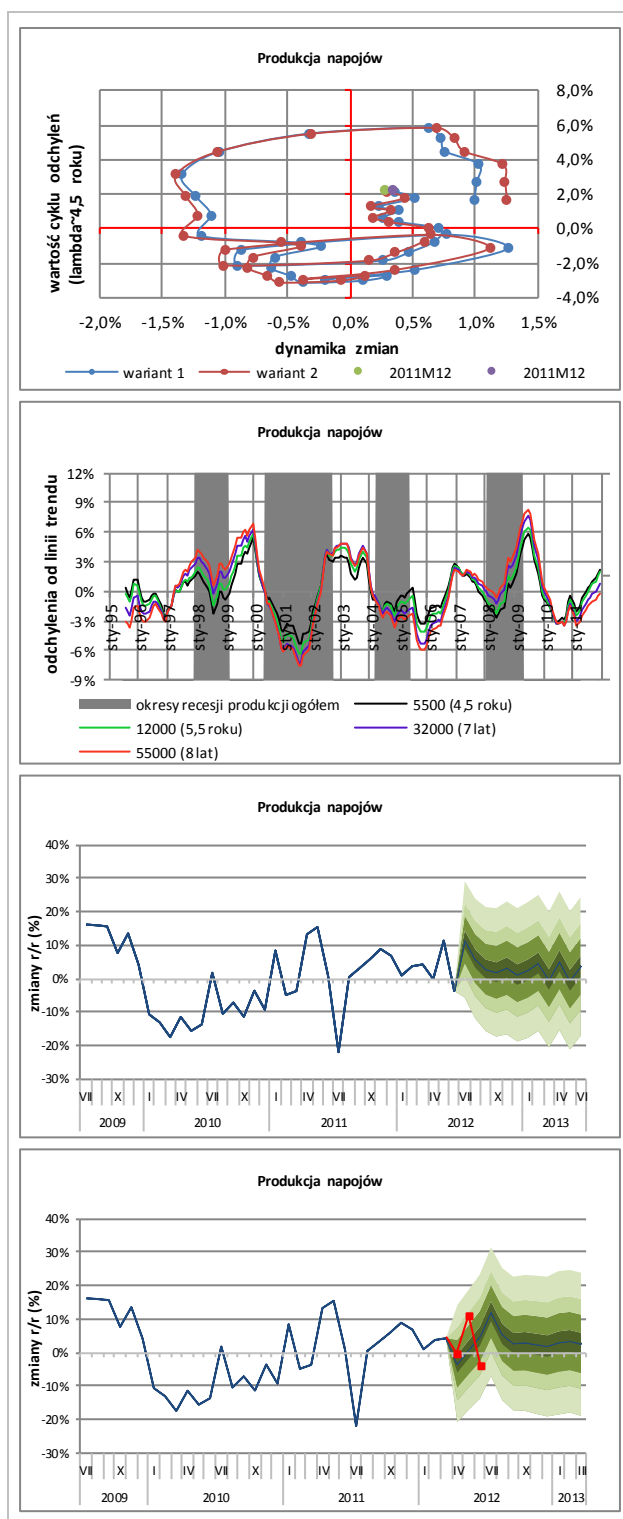 Produkcja napojów
wartość cyklu odchyleń
(lambda~4,5 roku)
8,0%
6,0%
4,0%
2,0%
0,0%
-2,0%
-4,0%
-2,0% -1,5% -1,0% -0,5% 0,0% 0,5% 1,0% 1,5%
dynamika zmian
wariant 1 wariant 2 2011M12 2011M12
Produkcja napojów
odchylenia od linii trendu
12%
9%
6%
3%
0%
-3%
-6%
-9%
sty-95 sty-96 sty-97 sty-98 sty-99 sty-00 sty-01 sty-02 sty-03 sty-04 sty-05 sty-06 sty-07 sty-08 sty-09 sty-10 sty-11
okresy recesji produkcji ogółem 5500 (4,5 roku)
12000 (5,5 roku) 32000 (7 lat)
55000 (8 lat)
Produkcja napojów
zmiany r/r (%)
40%
30%
20%
10%
0%
-10%
-20%
-30%
VII X I IV VII X I IV VII X I IV VII X I IV VI
2009 2010 2011 2012 2013
Produkcja napojów
zmiany r/r (%)
40%
30%
20%
10%
0%
-10%
-20%
-30%
VII X I IV VII X I IV VII X I IV VII X I III
2009 2010 2011 2012 2013